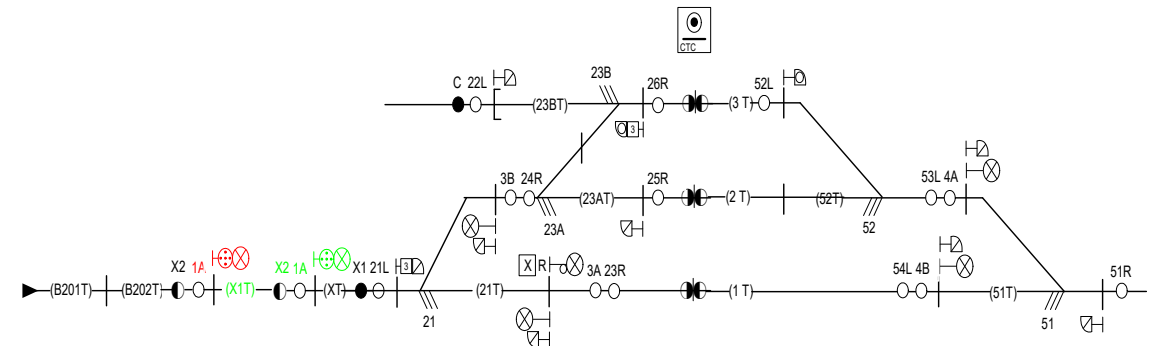 CTC
23B
C 22L
26R
52L
(23BT)
(3 T)
3
3B 24R
25R
53L 4A
(23AT)
(2 T)
(52T)
23A
52
X2 1A
X2 1A
X1 21L
3
X R
3A 23R
54L 4B
51R
(B201T)
(B202T)
(X1T)
(XT)
(21T)
(1 T)
(51T)
21
51